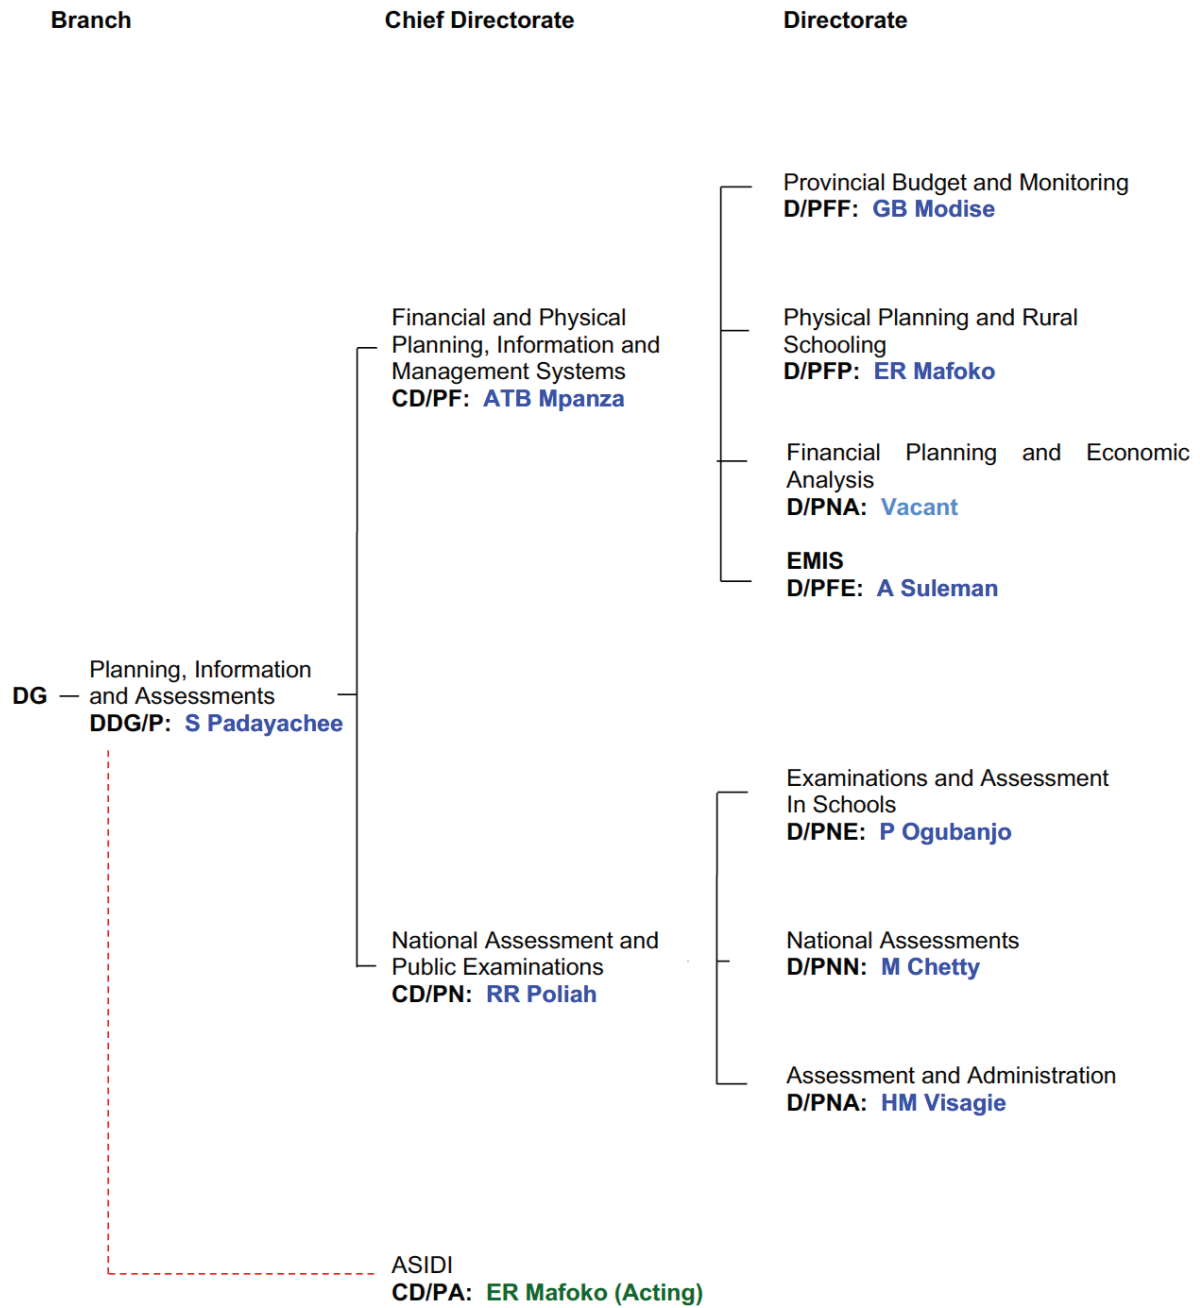 Branch
Chief Directorate
Directorate
Provincial Budget and Monitoring
D/PFF: GB Modise
Financial and Physical
Planning, Information and
Management Systems
CD/PF: ATB Mpanza
Physical Planning and Rural
Schooling
D/PFP: ER Mafoko
Financial Planning and Economic
Analysis
D/PNA: Vacant
EMIS
D/PFE: A Suleman
DG
Planning, Information
and Assessments
DDG/P: S Padayachee
Examinations and Assessment
In Schools
D/PNE: P Ogubanjo
National Assessment and
Public Examinations
CD/PN: RR Poliah
National Assessments
D/PNN: M Chetty
Assessment and Administration
D/PNA: HM Visagie
ASIDI
CD/PA: ER Mafoko (Acting)